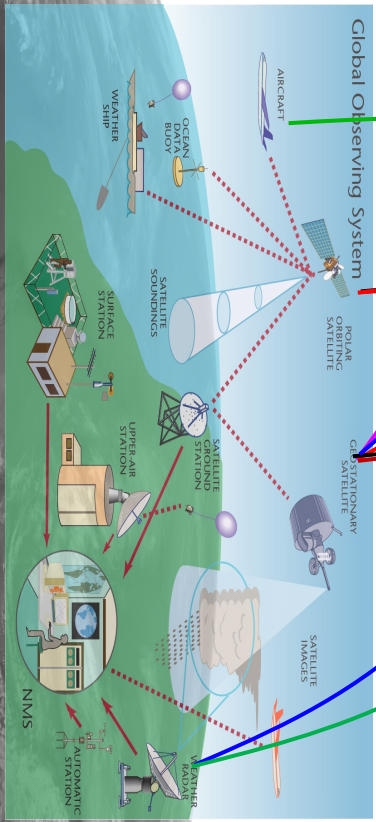 Global Observing System
AIRCRAFT
POLAR
ORBITING
SATELLITE
GEOSTATIONARY
SATELLITE
SATELLITE
IMAGES
OCEAN
DATA
BUOY
WEATHER
SHIP
SATELLITE
SOUNDINGS
SATELLITE
GROUND
STATION
SURFACE
STATION
UPPER-AIR
STATION
WEATHER
RADAR
AUTOMATIC
STATION
NMS